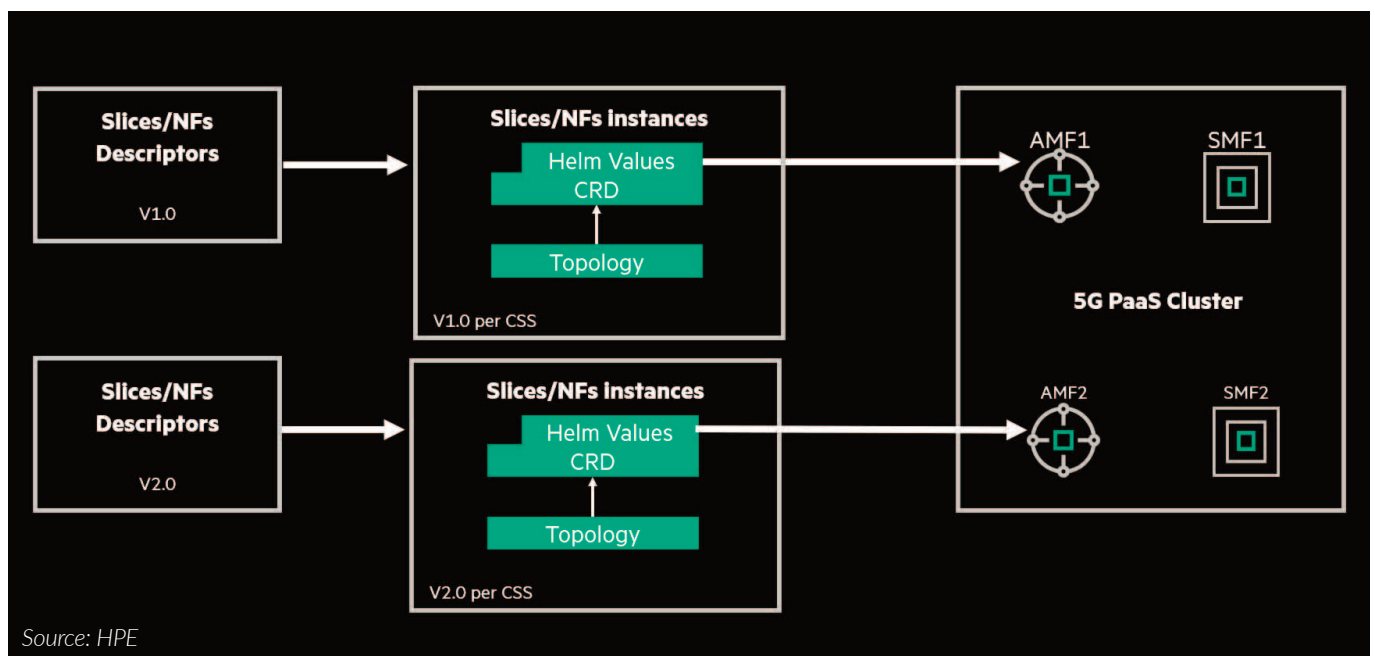 Slices/NFs
Descriptors
V1.0
Slices/NFs instances
Helm Values
CRD
Topology
V1.0 per CSS
AMF1
SMF1
5G PaaS Cluster
Slices/NFs
Descriptors
V2.0
Slices/NFs instances
Helm Values
CRD
Topology
V2.0 per CSS
AMF2
SMF2
Source: HPE